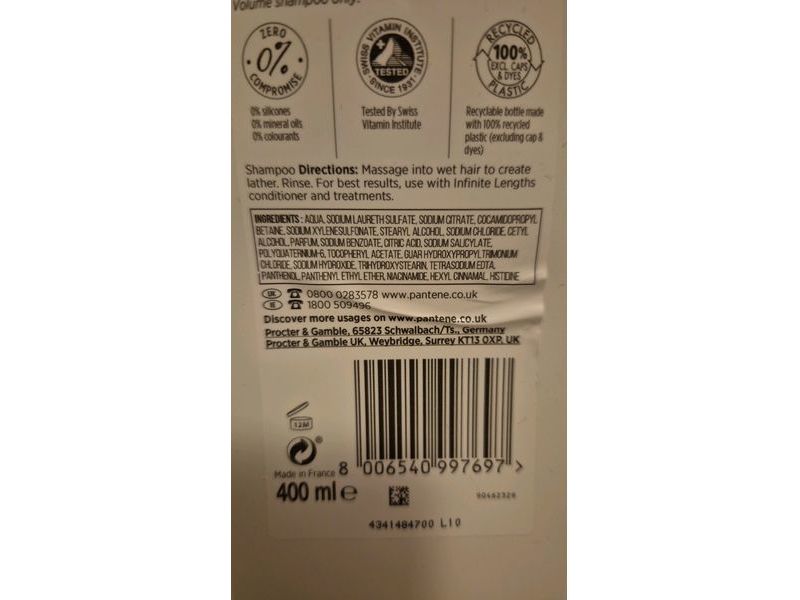 Volume shampoo only.
ZERO
0%
COMPROMISE
0% silicones
0% mineral oils
0% colourants
SWISS VITAMIN INSTITUTE
TESTED
SINCE 1931
Tested By Swiss
Vitamin Institute
RECYCLED
100%
EXCL. CAPS
& DYES
PLASTIC
Recyclable bottle made
with 100% recycled
plastic (excluding cap &
dyes)
Shampoo Directions: Massage into wet hair to create
lather. Rinse. For best results, use with Infinite Lengths
conditioner and treatments.
INGREDIENTS : AQUA, SODIUM LAURETH SULFATE, SODIUM CITRATE, COCAMIDOPROPYL
BETAINE, SODIUM XYLENESULFONATE, STEARYL ALCOHOL, SODIUM CHLORIDE, CETYL
ALCOHOL, PARFUM, SODIUM BENZOATE, CITRIC ACID, SODIUM SALICYLATE,
POLYQUATERNIUM-6, TOCOPHERYL ACETATE, GUAR HYDROXYPROPYLTRIMONIUM
CHLORIDE, SODIUM HYDROXIDE, TRIHYDROXYSTEARIN, TETRASODIUM EDTA,
PANTHENOL, PANTHENYL ETHYL ETHER, NIACINAMIDE, HEXYL CINNAMAL, HISTIDINE
UK 0800 0283578 www.pantene.co.uk
IE 1800 509496
Discover more usages on www.pantene.co.uk
Procter & Gamble, 65823 Schwalbach/Ts., Germany
Procter & Gamble UK, Weybridge, Surrey KT13 0XP, UK
12M
Made in France
8 006540 997697 >
400 ml e
90462328
4341484700 L10